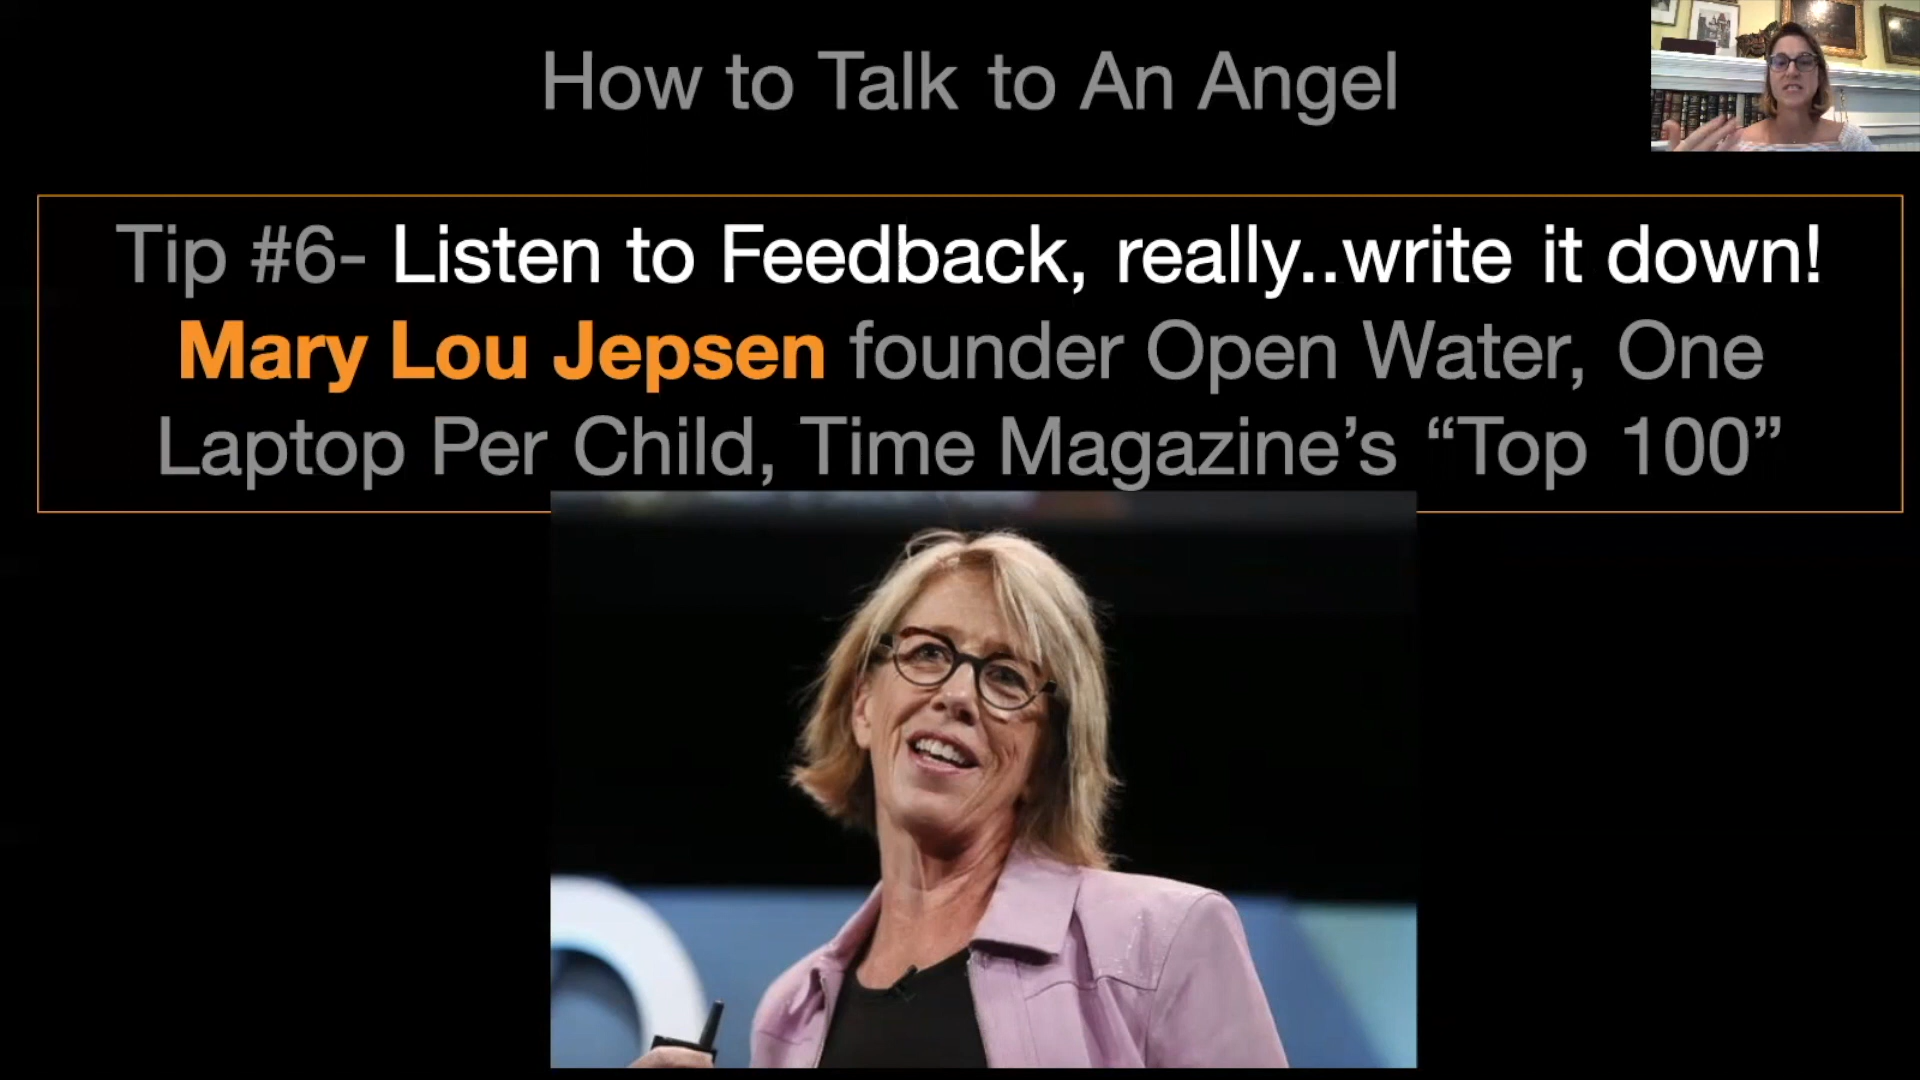 How to Talk to An Angel
Tip #6- Listen to Feedback, really..write it down!
Mary Lou Jepsen founder Open Water, One
Laptop Per Child, Time Magazine’s “Top 100”